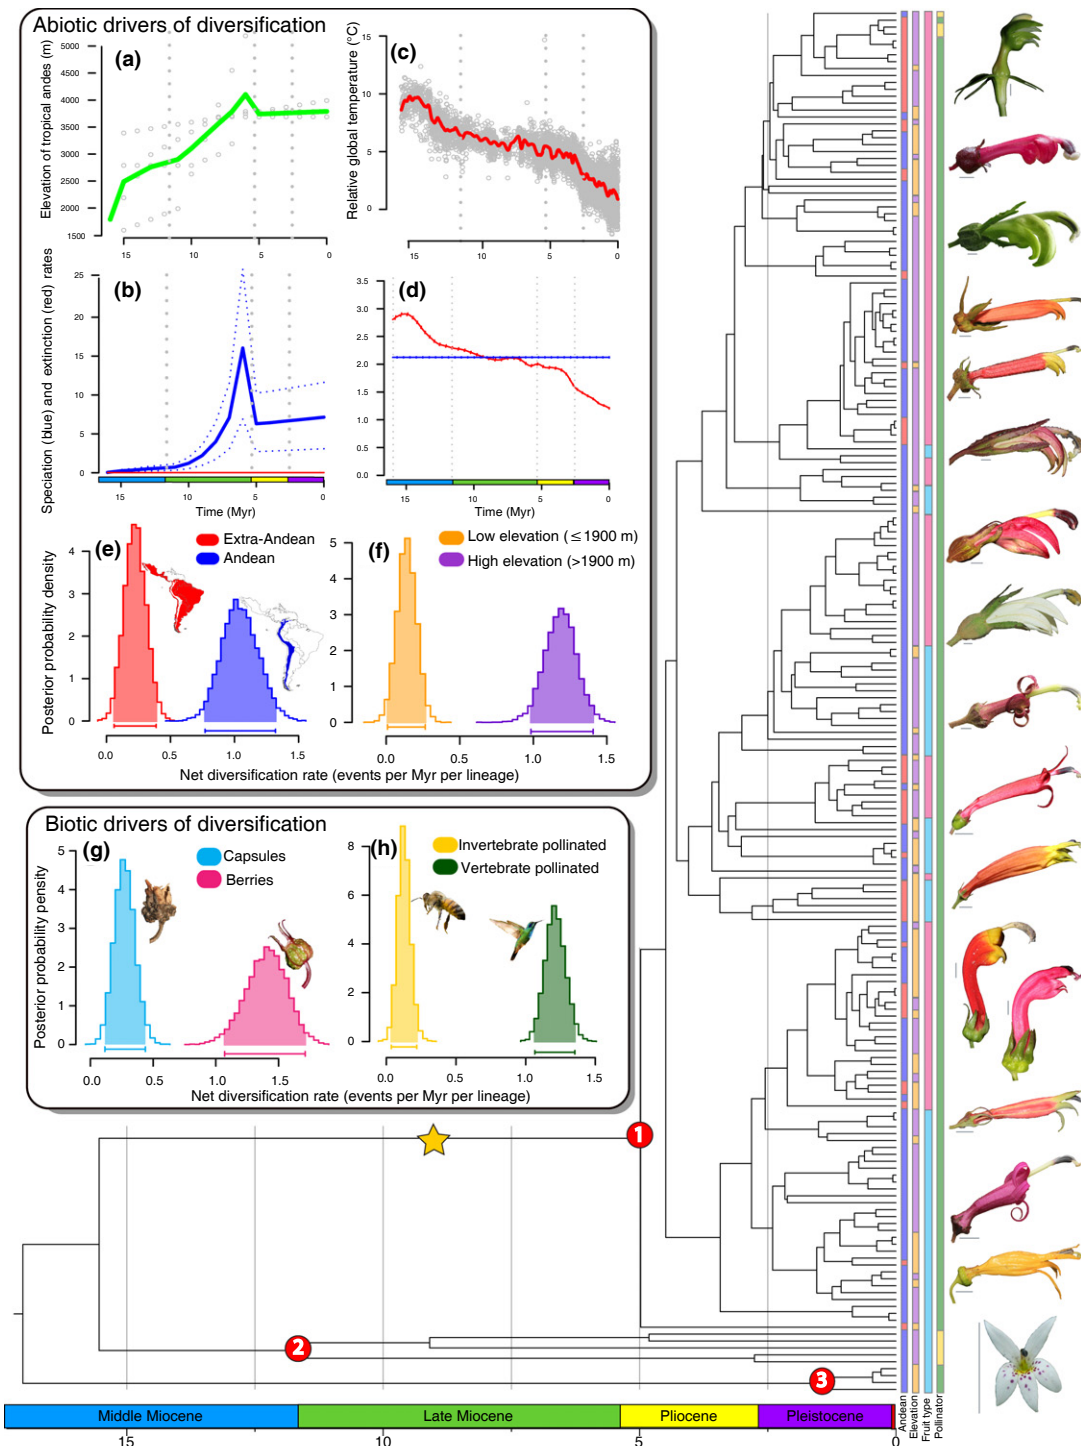 Abiotic drivers of diversification
(a)
Elevation of tropical andes (m)
5000
4500
4000
3500
3000
2500
2000
1500
15
10
5
0
(c)
Relative global temperature (°C)
15
10
5
0
15
10
5
0
(b)
Speciation (blue) and extinction (red) rates
25
20
15
10
5
0
15
10
5
0
Time (Myr)
(d)
3.5
3.0
2.5
2.0
1.5
1.0
0.5
0.0
15
10
5
0
Time (Myr)
(e)
Extra-Andean
Andean
Posterior probability density
4
3
2
1
0
0.0
0.5
1.0
1.5
(f)
Low elevation (≤ 1900 m)
High elevation (>1900 m)
5
4
3
2
1
0
0.0
0.5
1.0
1.5
Net diversification rate (events per Myr per lineage)
Biotic drivers of diversification
(g)
Capsules
Berries
Posterior probability pensity
5
4
3
2
1
0
0.0
0.5
1.0
1.5
(h)
Invertebrate pollinated
Vertebrate pollinated
8
6
4
2
0
0.0
0.5
1.0
1.5
Net diversification rate (events per Myr per lineage)
1
2
3
Middle Miocene
Late Miocene
Pliocene
Pleistocene
15
10
5
0
Andean
Elevation
Fruit type
Pollinator